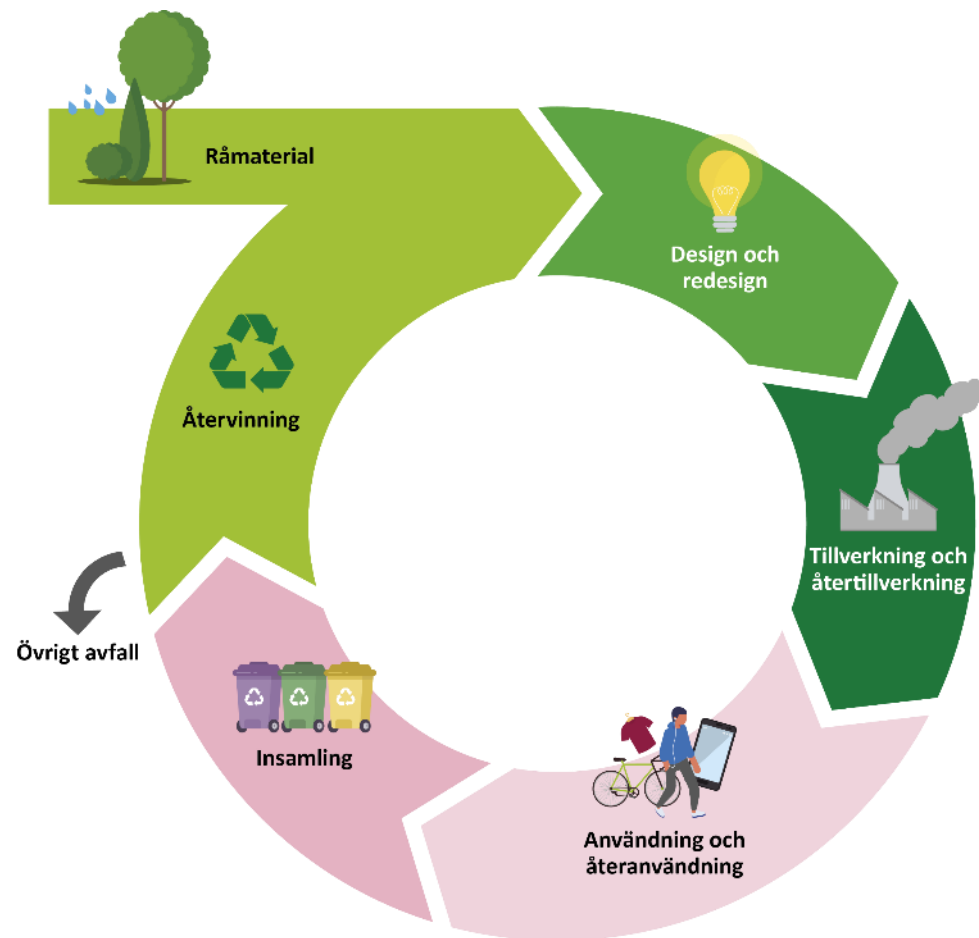 Råmaterial
Design och
redesign
Tillverkning och
återtillverkning
Användning och
återanvändning
Insamling
Återvinning
Övrigt avfall